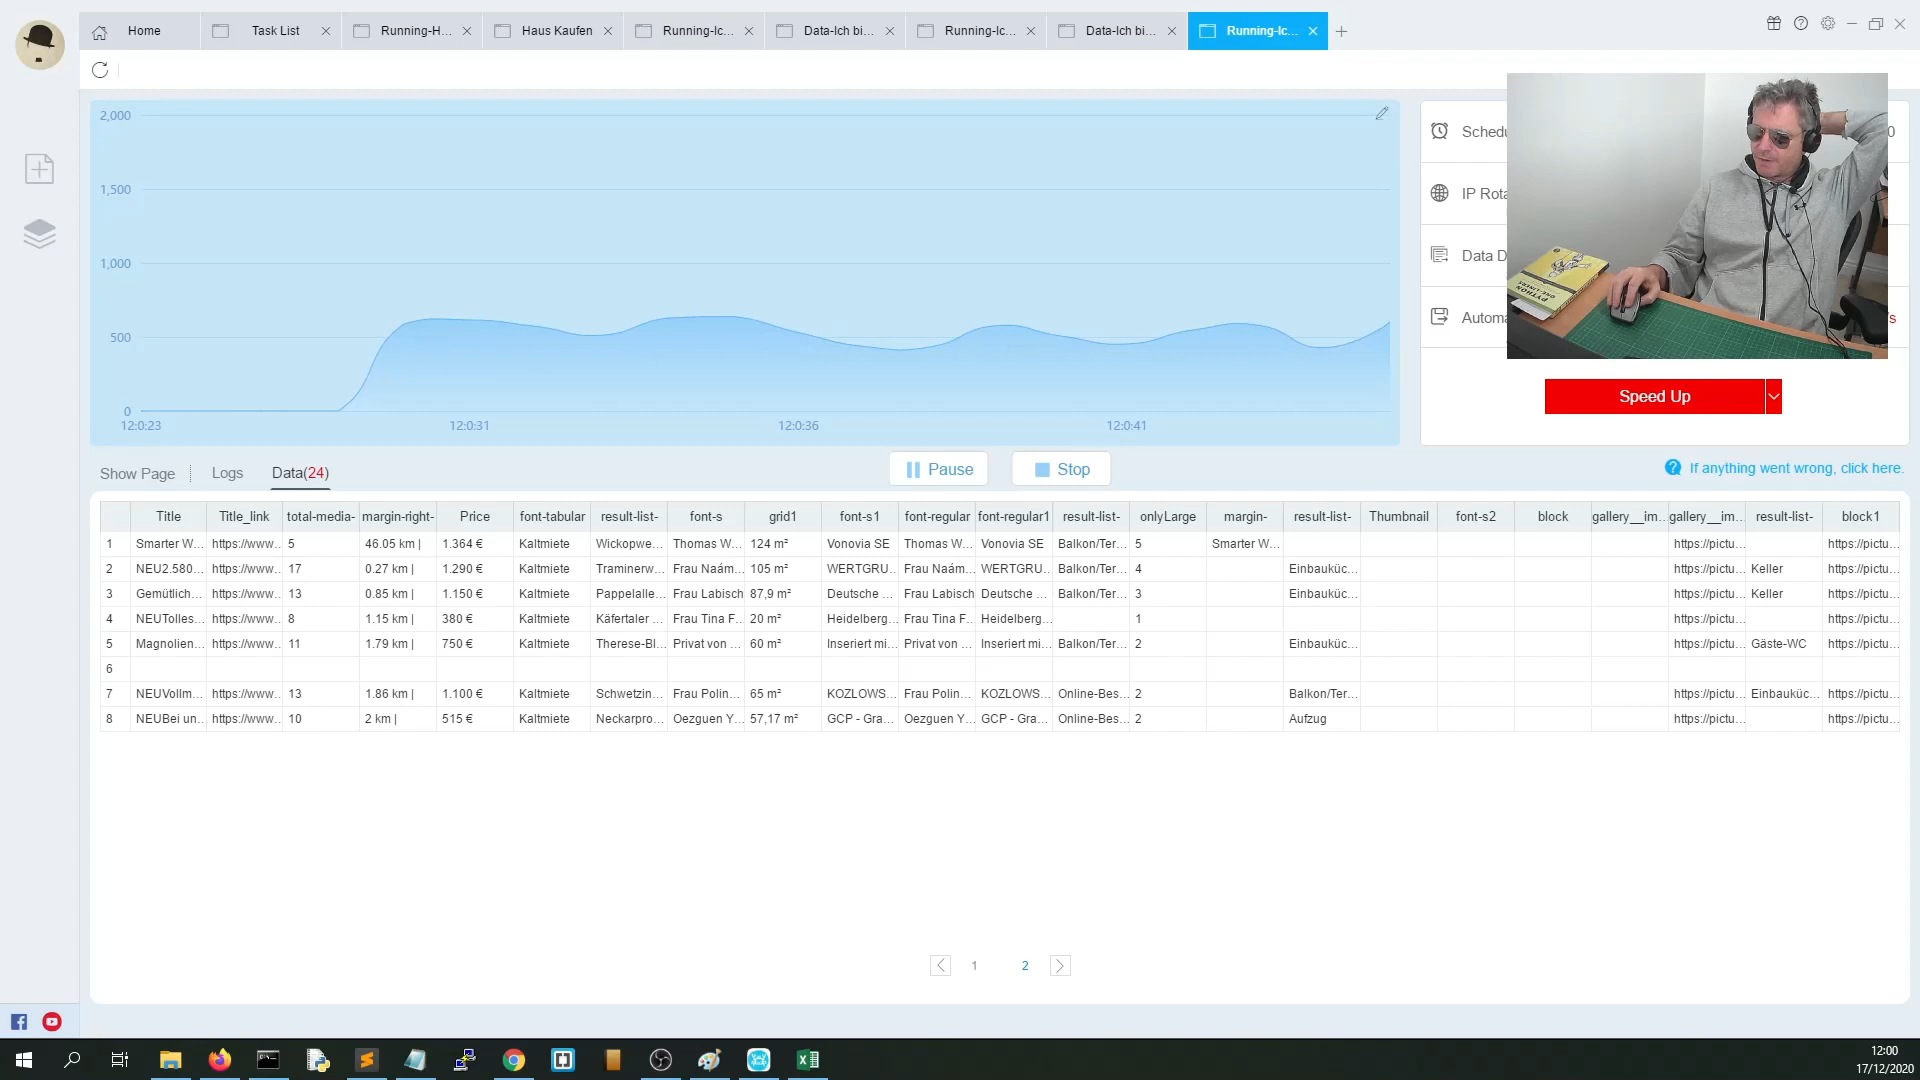 Home Task List Running-H... Haus Kaufen Running-Ic... Data-Ich bi... Running-Ic... Data-Ich bi... Running-Ic...
2,000
1,500
1,000
500
0
12:0:23 12:0:31 12:0:36 12:0:41
Schedu
IP Rota
Data D
Automa
Speed Up
PYTHON
ONE-LINERS
Show Page Logs Data(24) Pause Stop If anything went wrong, click here.
Title Title_link total-media- margin-right- Price font-tabular result-list- font-s grid1 font-s1 font-regular font-regular1 result-list- onlyLarge margin- result-list- Thumbnail font-s2 block gallery__im... gallery__im... result-list- block1
1 Smarter W... https://www... 5 46.05 km | 1.364 € Kaltmiete Wickopwe... Thomas W... 124 m² Vonovia SE Thomas W... Vonovia SE Balkon/Ter... 5 Smarter W... https://pictu... https://pictu...
2 NEU2.580... https://www... 17 0.27 km | 1.290 € Kaltmiete Traminerw... Frau Naám... 105 m² WERTGRU... Frau Naám... WERTGRU... Balkon/Ter... 4 Einbauküc... https://pictu... Keller https://pictu...
3 Gemütlich... https://www... 13 0.85 km | 1.150 € Kaltmiete Pappelalle... Frau Labisch 87,9 m² Deutsche ... Frau Labisch Deutsche ... Balkon/Ter... 3 Einbauküc... https://pictu... Keller https://pictu...
4 NEUTolles... https://www... 8 1.15 km | 380 € Kaltmiete Käfertaler ... Frau Tina F... 20 m² Heidelberg... Frau Tina F... Heidelberg... 1 https://pictu... https://pictu...
5 Magnolien... https://www... 11 1.79 km | 750 € Kaltmiete Therese-Bl... Privat von ... 60 m² Inseriert mi... Privat von ... Inseriert mi... Balkon/Ter... 2 Einbauküc... https://pictu... Gäste-WC https://pictu...
6
7 NEUVollm... https://www... 13 1.86 km | 1.100 € Kaltmiete Schwetzin... Frau Polin... 65 m² KOZLOWS... Frau Polin... KOZLOWS... Online-Bes... 2 Balkon/Ter... https://pictu... Einbauküc... https://pictu...
8 NEUBei un... https://www... 10 2 km | 515 € Kaltmiete Neckarpro... Oezguen Y... 57,17 m² GCP - Gra... Oezguen Y... GCP - Gra... Online-Bes... 2 Aufzug https://pictu... https://pictu...
1 2
12:00
17/12/2020